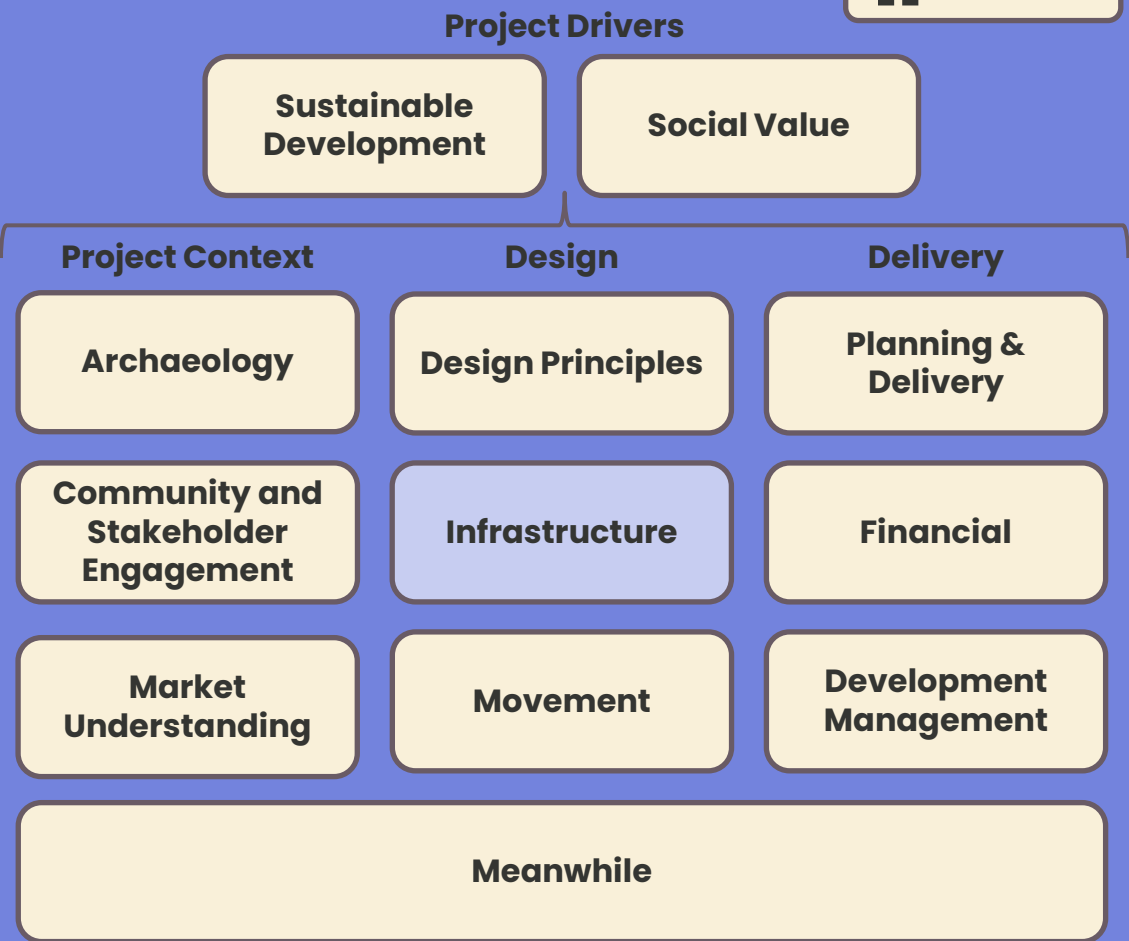 Project Drivers
Sustainable
Development
Social Value
Project Context
Design
Delivery
Archaeology
Design Principles
Planning &
Delivery
Community and
Stakeholder
Engagement
Infrastructure
Financial
Market
Understanding
Movement
Development
Management
Meanwhile